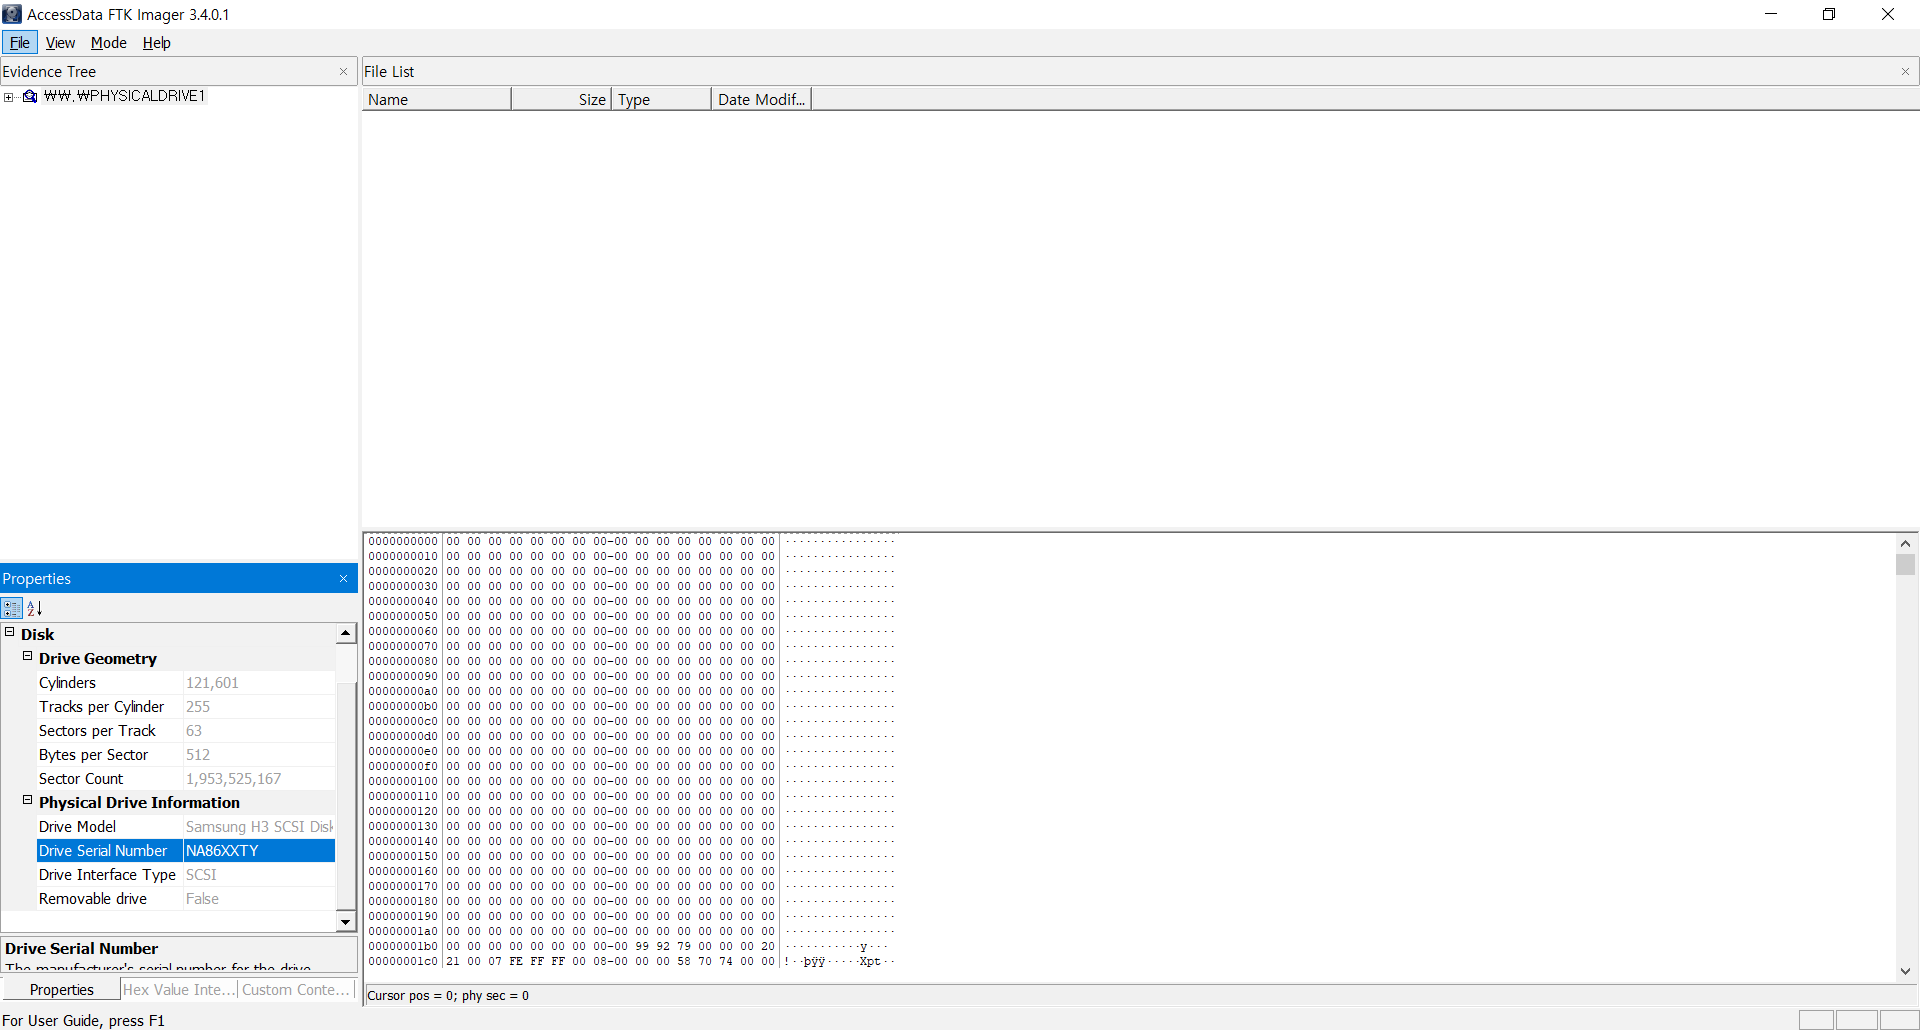 AccessData FTK Imager 3.4.0.1
File View Mode Help
Evidence Tree
₩₩.₩PHYSICALDRIVE1
File List
Name Size Type Date Modif...
Properties
Disk
Drive Geometry
Cylinders 121,601
Tracks per Cylinder 255
Sectors per Track 63
Bytes per Sector 512
Sector Count 1,953,525,167
Physical Drive Information
Drive Model Samsung H3 SCSI Disk
Drive Serial Number NA86XXTY
Drive Interface Type SCSI
Removable drive False
Drive Serial Number
The manufacturer's serial number for the drive
Properties Hex Value Inte... Custom Conte...
0000000000 00 00 00 00 00 00 00 00-00 00 00 00 00 00 00 00 ················
0000000010 00 00 00 00 00 00 00 00-00 00 00 00 00 00 00 00 ················
0000000020 00 00 00 00 00 00 00 00-00 00 00 00 00 00 00 00 ················
0000000030 00 00 00 00 00 00 00 00-00 00 00 00 00 00 00 00 ················
0000000040 00 00 00 00 00 00 00 00-00 00 00 00 00 00 00 00 ················
0000000050 00 00 00 00 00 00 00 00-00 00 00 00 00 00 00 00 ················
0000000060 00 00 00 00 00 00 00 00-00 00 00 00 00 00 00 00 ················
0000000070 00 00 00 00 00 00 00 00-00 00 00 00 00 00 00 00 ················
0000000080 00 00 00 00 00 00 00 00-00 00 00 00 00 00 00 00 ················
0000000090 00 00 00 00 00 00 00 00-00 00 00 00 00 00 00 00 ················
00000000a0 00 00 00 00 00 00 00 00-00 00 00 00 00 00 00 00 ················
00000000b0 00 00 00 00 00 00 00 00-00 00 00 00 00 00 00 00 ················
00000000c0 00 00 00 00 00 00 00 00-00 00 00 00 00 00 00 00 ················
00000000d0 00 00 00 00 00 00 00 00-00 00 00 00 00 00 00 00 ················
00000000e0 00 00 00 00 00 00 00 00-00 00 00 00 00 00 00 00 ················
00000000f0 00 00 00 00 00 00 00 00-00 00 00 00 00 00 00 00 ················
0000000100 00 00 00 00 00 00 00 00-00 00 00 00 00 00 00 00 ················
0000000110 00 00 00 00 00 00 00 00-00 00 00 00 00 00 00 00 ················
0000000120 00 00 00 00 00 00 00 00-00 00 00 00 00 00 00 00 ················
0000000130 00 00 00 00 00 00 00 00-00 00 00 00 00 00 00 00 ················
0000000140 00 00 00 00 00 00 00 00-00 00 00 00 00 00 00 00 ················
0000000150 00 00 00 00 00 00 00 00-00 00 00 00 00 00 00 00 ················
0000000160 00 00 00 00 00 00 00 00-00 00 00 00 00 00 00 00 ················
0000000170 00 00 00 00 00 00 00 00-00 00 00 00 00 00 00 00 ················
0000000180 00 00 00 00 00 00 00 00-00 00 00 00 00 00 00 00 ················
0000000190 00 00 00 00 00 00 00 00-00 00 00 00 00 00 00 00 ················
00000001a0 00 00 00 00 00 00 00 00-00 00 00 00 00 00 00 00 ················
00000001b0 00 00 00 00 00 00 00 00-00 99 92 79 00 00 00 20 ···········y···
00000001c0 21 00 07 FE FF FF 00 08-00 00 00 58 70 74 00 00 !··þÿÿ·····Xpt··
Cursor pos = 0; phy sec = 0
For User Guide, press F1